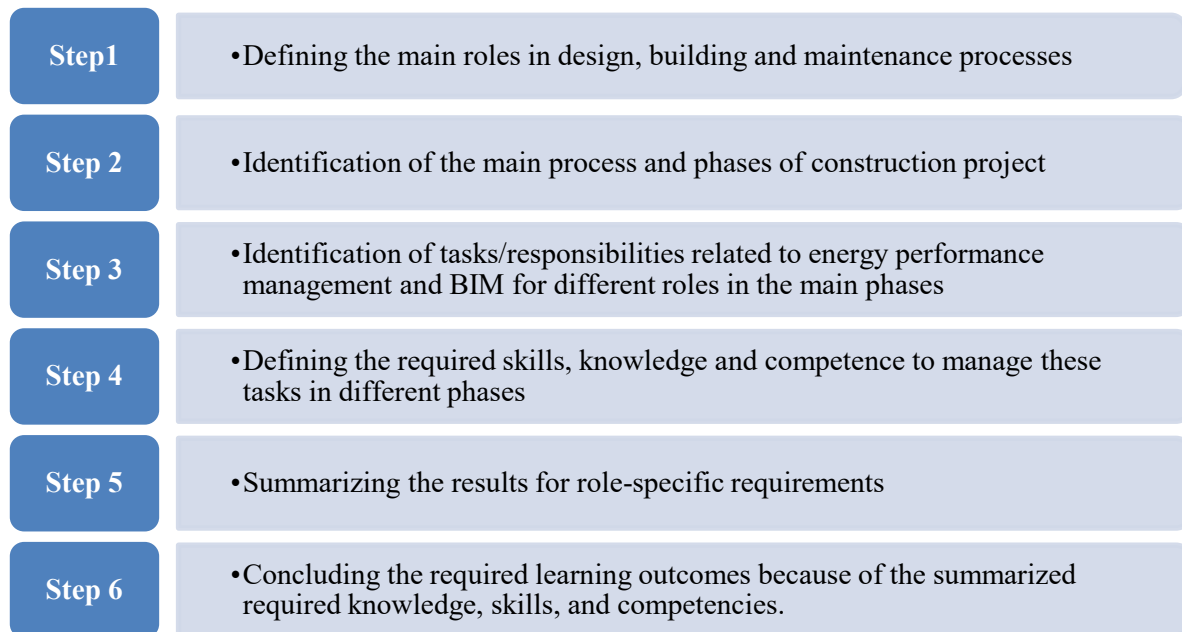 Step1
•Defining the main roles in design, building and maintenance processes
Step 2
•Identification of the main process and phases of construction project
Step 3
•Identification of tasks/responsibilities related to energy performance
management and BIM for different roles in the main phases
Step 4
•Defining the required skills, knowledge and competence to manage these
tasks in different phases
Step 5
•Summarizing the results for role-specific requirements
Step 6
•Concluding the required learning outcomes because of the summarized
required knowledge, skills, and competencies.